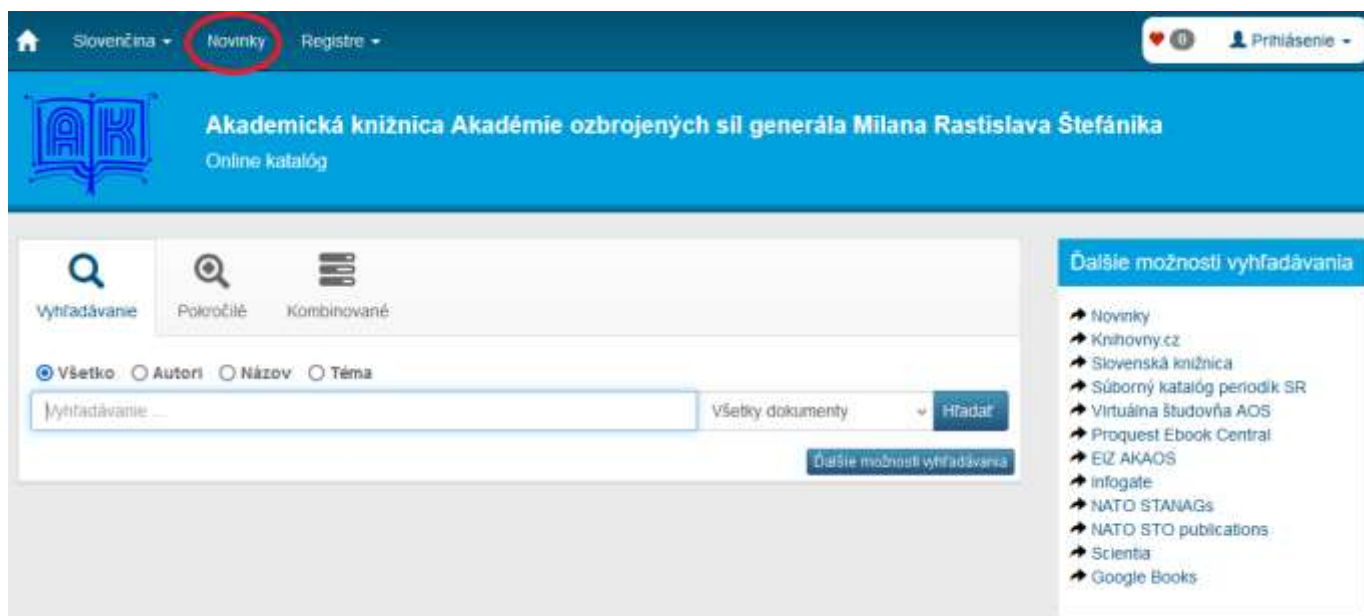 Slovenčina
Novinky
Registre
0
Prihlásenie
AK
Akademická knižnica Akadémie ozbrojených síl generála Milana Rastislava Štefánika
Online katalóg
Vyhľadávanie
Pokročilé
Kombinované
Všetko
Autori
Názov
Téma
Vyhľadávanie ...
Všetky dokumenty
Hľadať
Ďalšie možnosti vyhľadávania
Ďalšie možnosti vyhľadávania
Novinky
Knihovny.cz
Slovenská knižnica
Súborný katalóg periodík SR
Virtuálna študovňa AOS
Proquest Ebook Central
EIZ AKAOS
infogate
NATO STANAGs
NATO STO publications
Scientia
Google Books